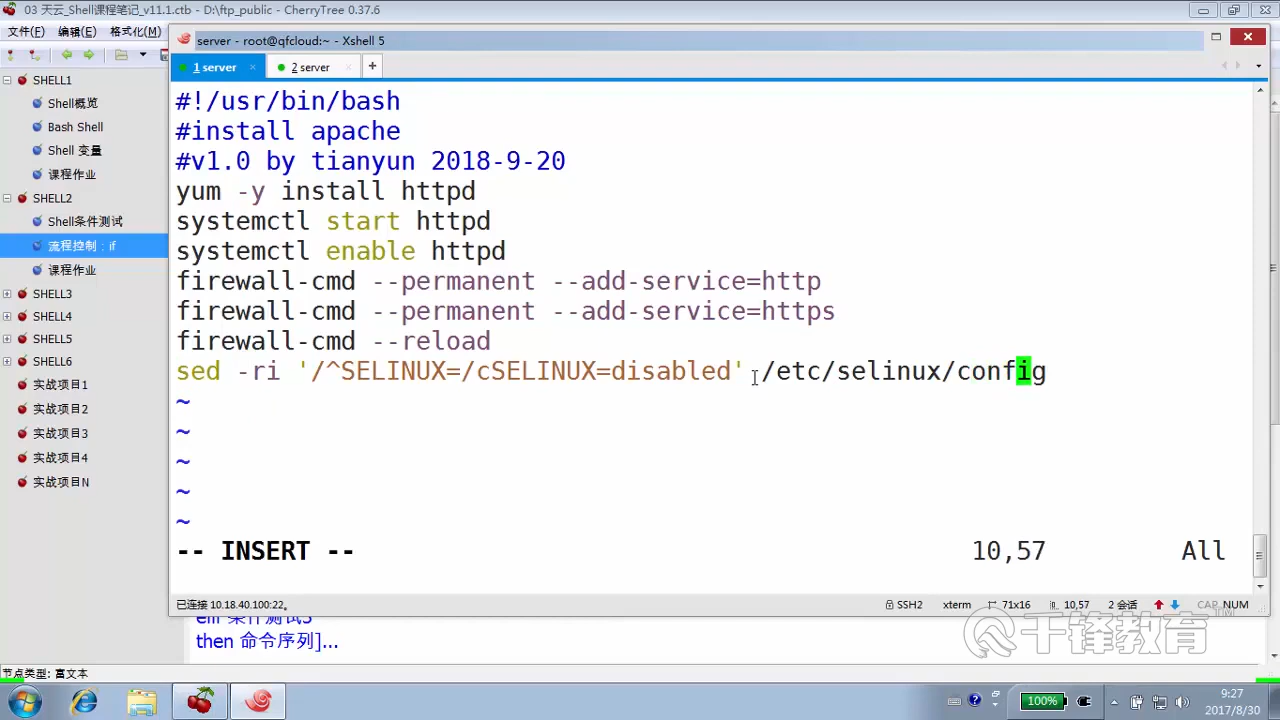 03 天云_Shell课程笔记_v11.1.ctb - D:\ftp_public - CherryTree 0.37.6
文件(F) 编辑(E) 格式化(M)
SHELL1
Shell概览
Bash Shell
Shell 变量
课程作业
SHELL2
Shell条件测试
流程控制：if
课程作业
SHELL3
SHELL4
SHELL5
SHELL6
实战项目1
实战项目2
实战项目3
实战项目4
实战项目N
server - root@qfcloud:~ - Xshell 5
1 server × 2 server × +
#!/usr/bin/bash
#install apache
#v1.0 by tianyun 2018-9-20
yum -y install httpd
systemctl start httpd
systemctl enable httpd
firewall-cmd --permanent --add-service=http
firewall-cmd --permanent --add-service=https
firewall-cmd --reload
sed -ri '/^SELINUX=/cSELINUX=disabled' /etc/selinux/config
~
~
~
~
~
-- INSERT -- 10,57 All
已连接 10.18.40.100:22。 SSH2 xterm 71x16 10,57 2 会话 CAP NUM
then 命令序列]...
千锋教育 TM
节点类型: 富文本
100%
9:27
2017/8/30